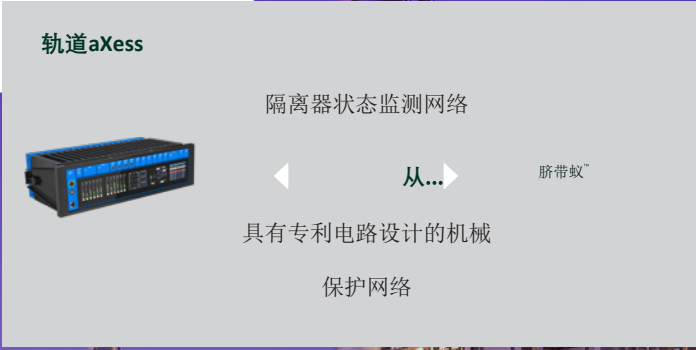 轨道aXess
隔离器状态监测网络
从...
脐带蚁™
具有专利电路设计的机械
保护网络